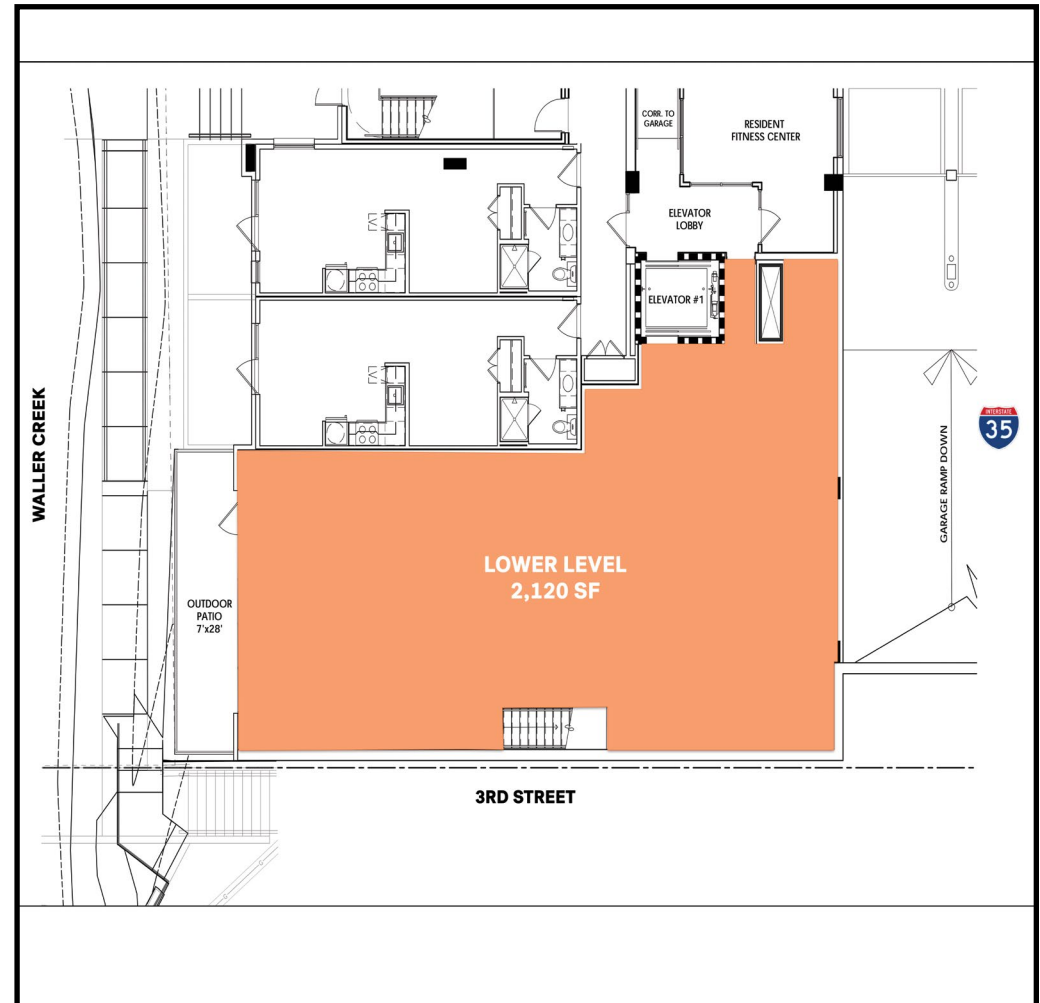 CORR. TO
GARAGE
RESIDENT
FITNESS CENTER
ELEVATOR
LOBBY
ELEVATOR #1
WALLER CREEK
INTERSTATE
35
GARAGE RAMP DOWN
LOWER LEVEL
2,120 SF
OUTDOOR
PATIO
7'x28'
3RD STREET